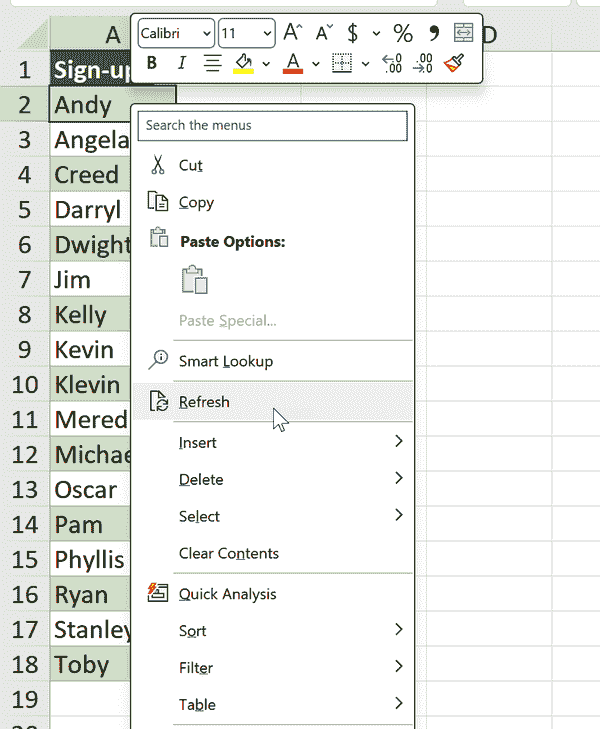 Calibri 11 A^ A˅ $ % ,
B I A ←0 .00 .00 →0
A D
1 Sign-up
2 Andy
Search the menus
3 Angela
4 Creed
Cut
5 Darryl
Copy
6 Dwight
Paste Options:
7 Jim
8 Kelly
Paste Special...
9 Kevin
Smart Lookup
10 Klevin
Refresh
11 Mered
12 Michae
Insert
13 Oscar
Delete
14 Pam
Select
15 Phyllis
Clear Contents
16 Ryan
Quick Analysis
17 Stanley
Sort
18 Toby
Filter
19
Table